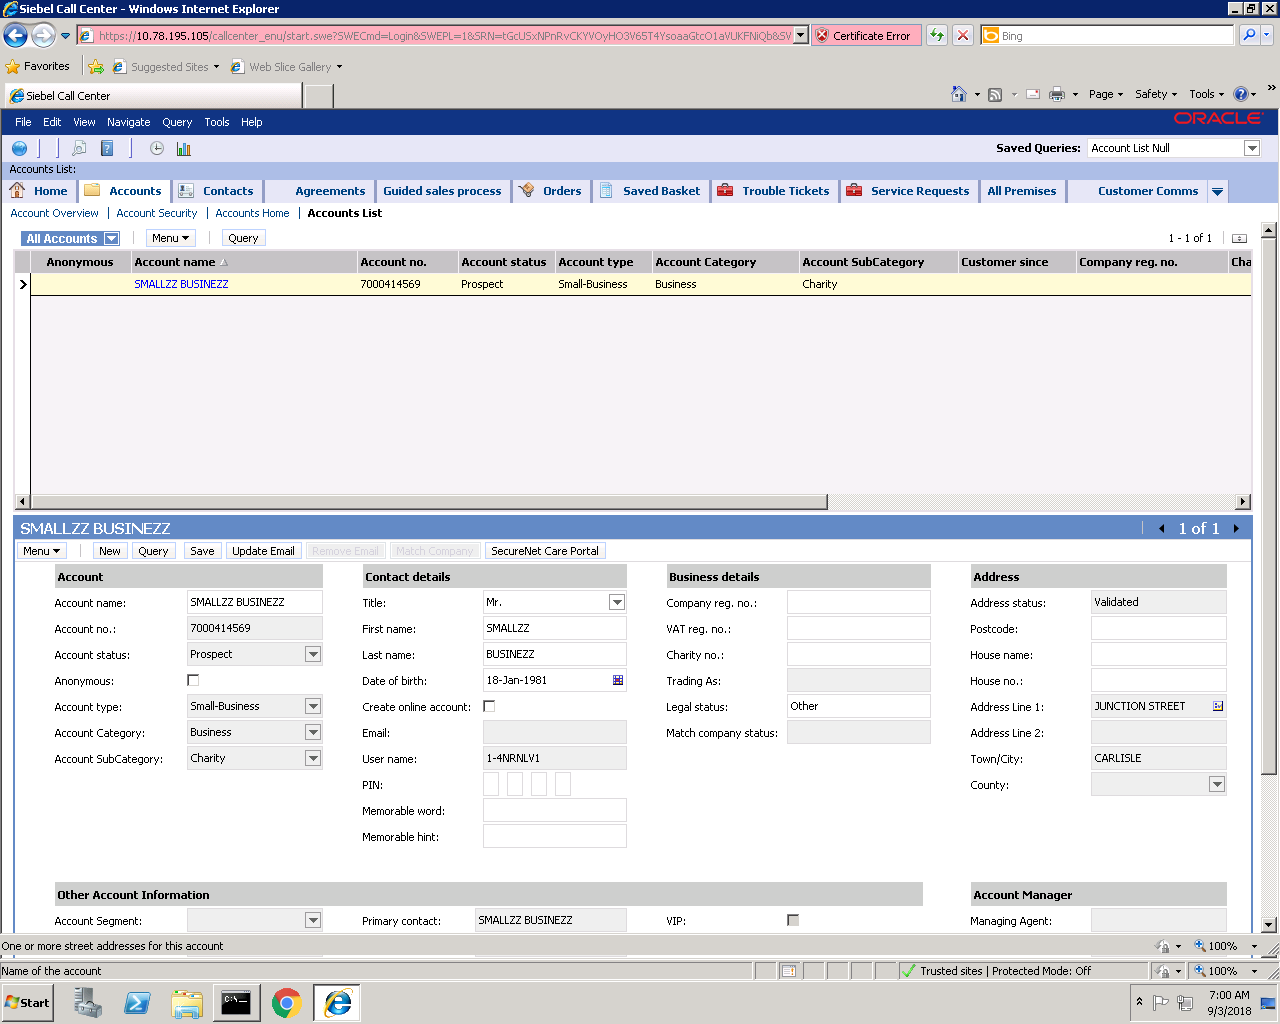 Siebel Call Center - Windows Internet Explorer
https://10.78.195.105/callcenter_enu/start.swe?SWECmd=Login&SWEPL=1&SRN=tGcUSxNPnRvCKYVOyHO3V65T4YsoaaGtcO1aVUKFNiQb&SW Certificate Error Bing
Favorites Suggested Sites Web Slice Gallery
Siebel Call Center Page Safety Tools
File Edit View Navigate Query Tools Help ORACLE
Saved Queries: Account List Null
Accounts List:
Home Accounts Contacts Agreements Guided sales process Orders Saved Basket Trouble Tickets Service Requests All Premises Customer Comms
Account Overview | Account Security | Accounts Home | Accounts List
All Accounts Menu Query 1 - 1 of 1
Anonymous Account name Account no. Account status Account type Account Category Account SubCategory Customer since Company reg. no. Cha
SMALLZZ BUSINEZZ 7000414569 Prospect Small-Business Business Charity
SMALLZZ BUSINEZZ 1 of 1
Menu New Query Save Update Email Remove Email Match Company SecureNet Care Portal
Account Contact details Business details Address
Account name: SMALLZZ BUSINEZZ Title: Mr. Company reg. no.: Address status: Validated
Account no.: 7000414569 First name: SMALLZZ VAT reg. no.: Postcode:
Account status: Prospect Last name: BUSINEZZ Charity no.: House name:
Anonymous: Date of birth: 18-Jan-1981 Trading As: House no.:
Account type: Small-Business Create online account: Legal status: Other Address Line 1: JUNCTION STREET
Account Category: Business Email: Match company status: Address Line 2:
Account SubCategory: Charity User name: 1-4NRNLV1 Town/City: CARLISLE
PIN: County:
Memorable word:
Memorable hint:
Other Account Information Account Manager
Account Segment: Primary contact: SMALLZZ BUSINEZZ VIP: Managing Agent:
One or more street addresses for this account 100%
Name of the account Trusted sites | Protected Mode: Off 100%
Start C:\. 7:00 AM
9/3/2018